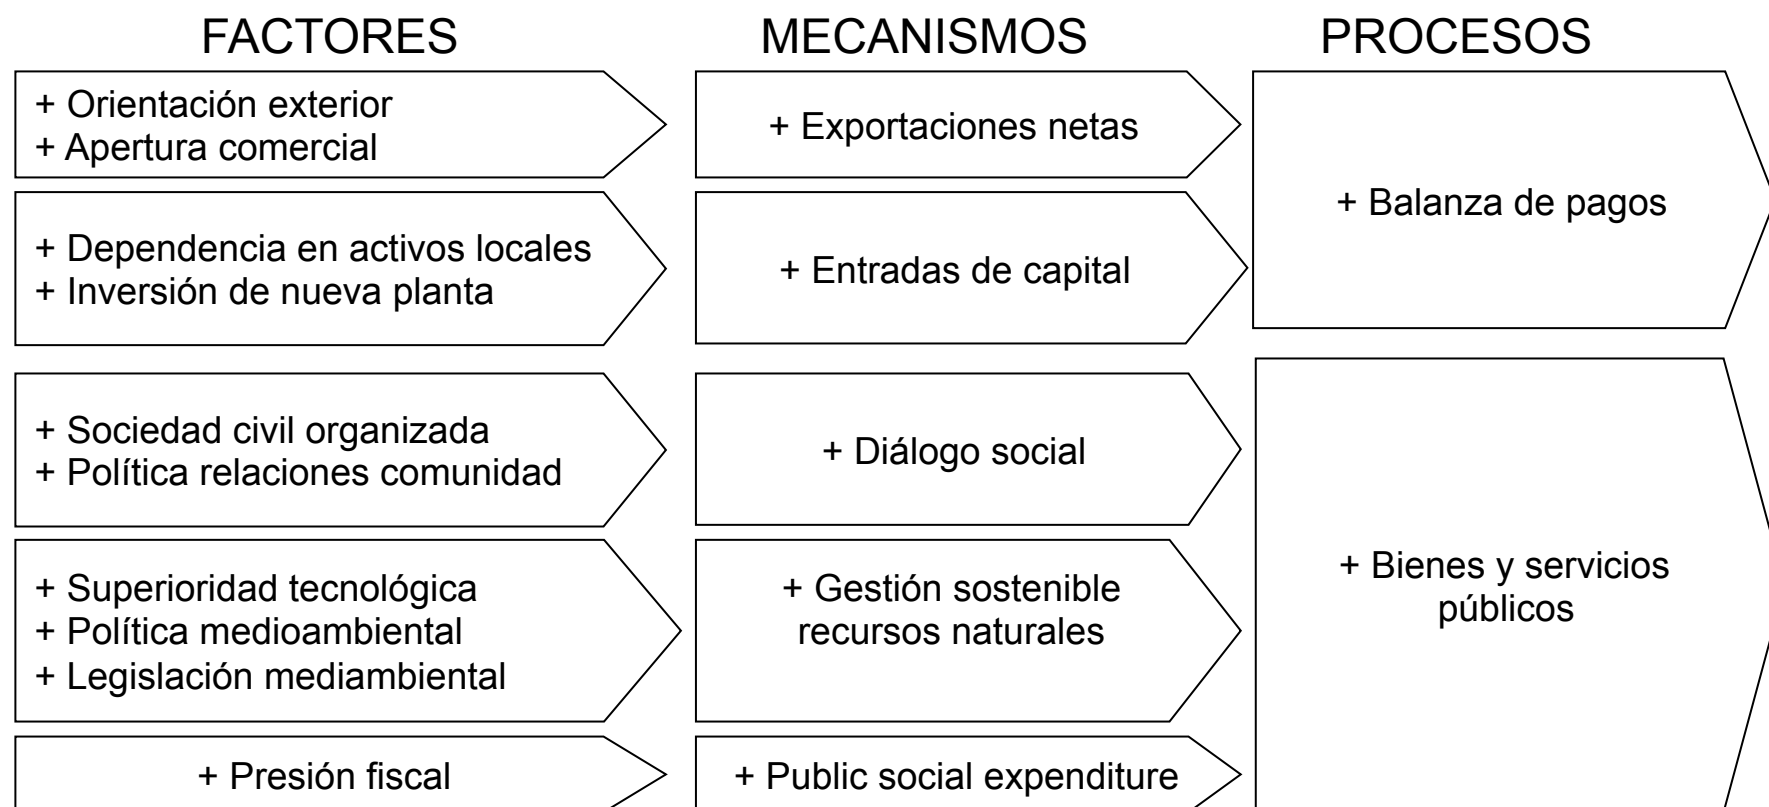 FACTORES
MECANISMOS
PROCESOS
+ Orientación exterior
+ Apertura comercial
+ Exportaciones netas
+ Balanza de pagos
+ Dependencia en activos locales
+ Inversión de nueva planta
+ Entradas de capital
+ Sociedad civil organizada
+ Política relaciones comunidad
+ Diálogo social
+ Bienes y servicios
públicos
+ Superioridad tecnológica
+ Política medioambiental
+ Legislación mediambiental
+ Gestión sostenible
recursos naturales
+ Presión fiscal
+ Public social expenditure